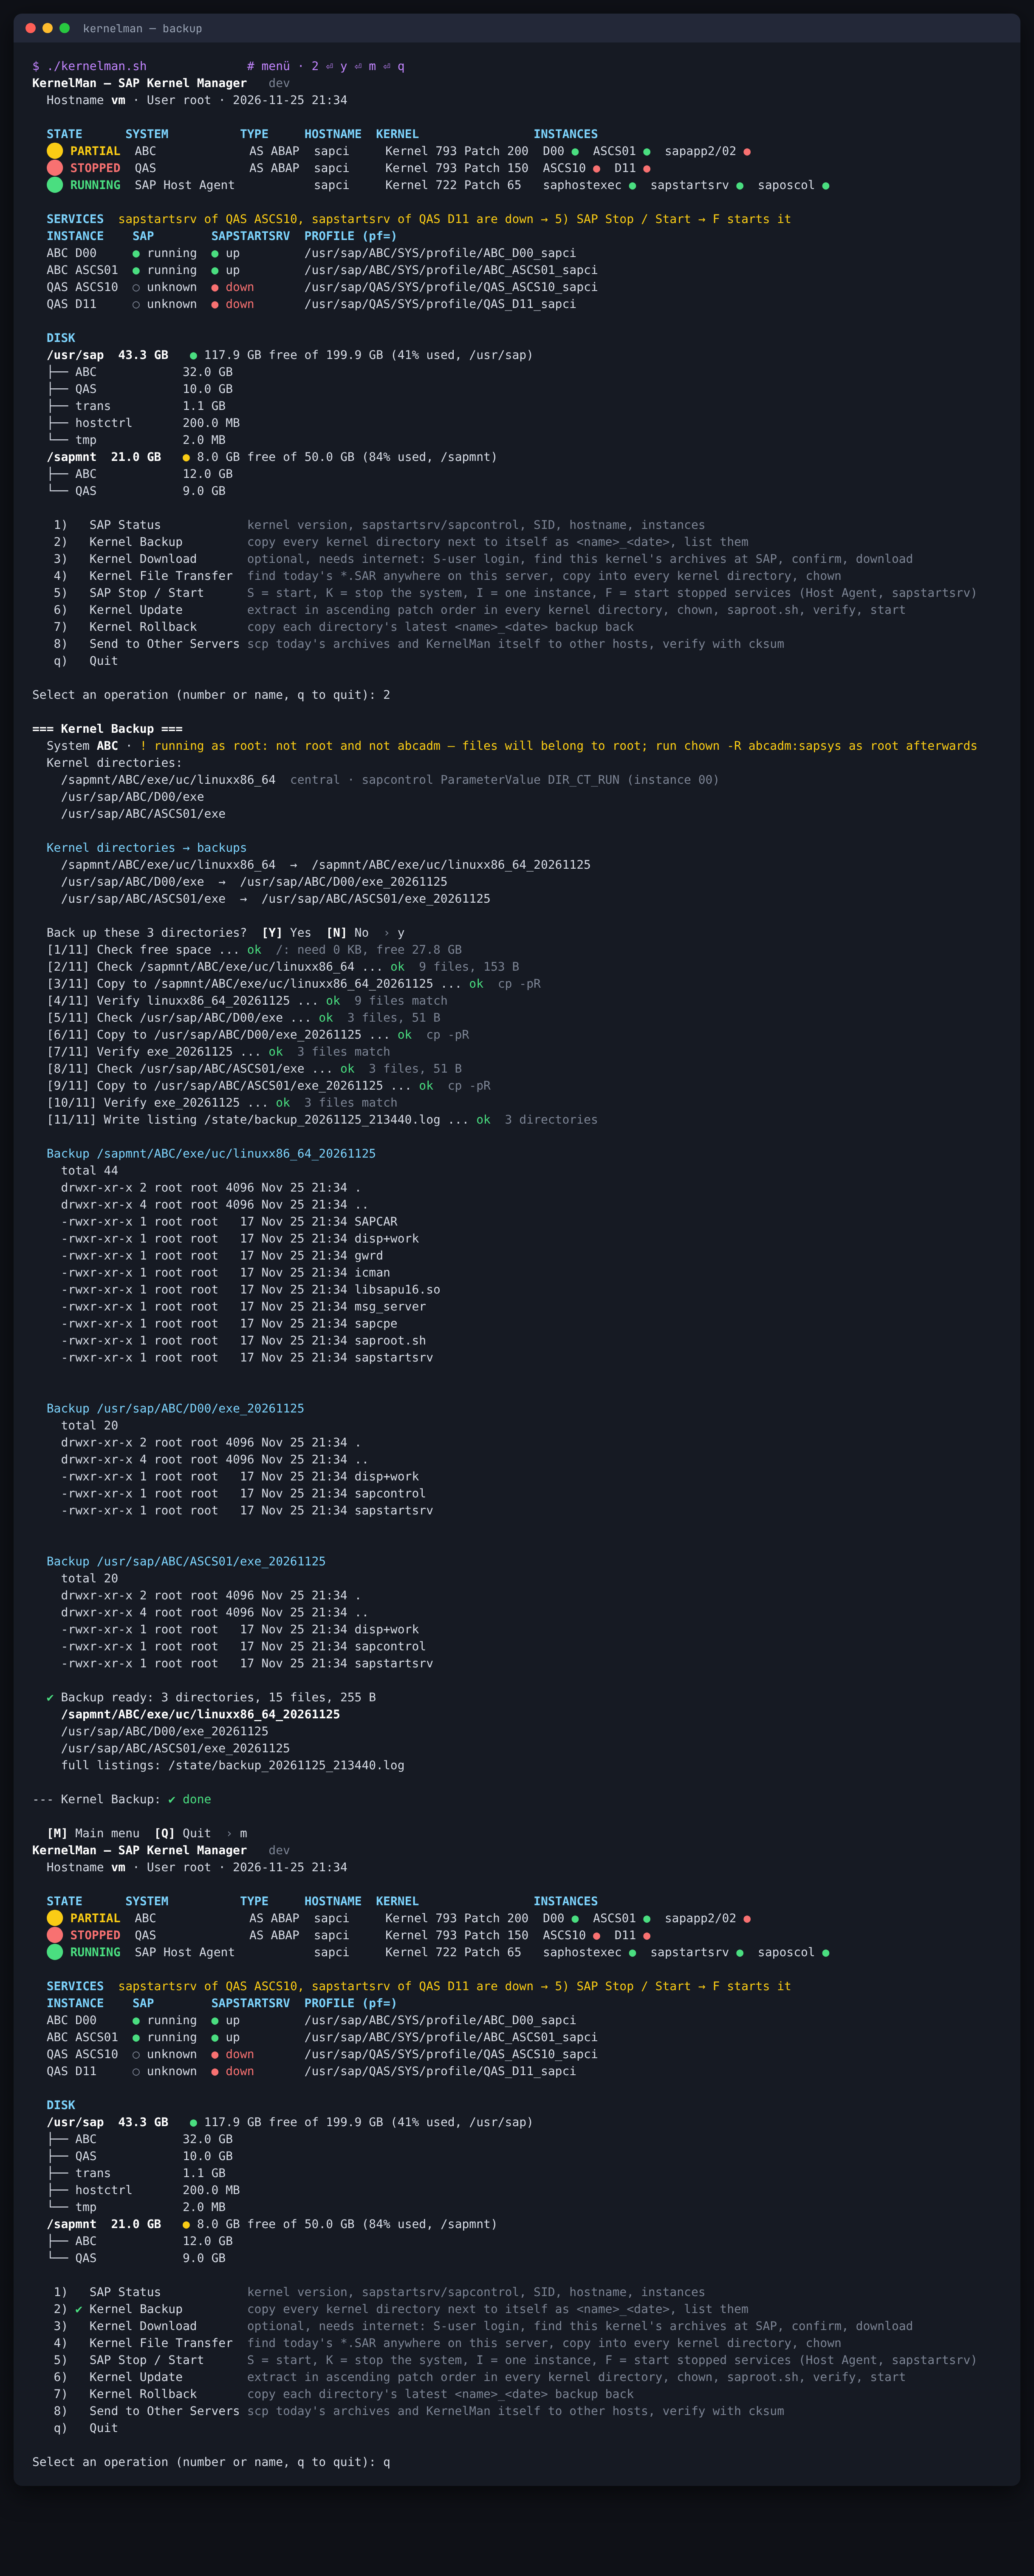 kernelman — backup
$ ./kernelman.sh              # menü · 2 ⏎ y ⏎ m ⏎ q
KernelMan — SAP Kernel Manager   dev
  Hostname vm · User root · 2026-11-25 21:34
  STATE      SYSTEM          TYPE     HOSTNAME  KERNEL                INSTANCES
  ⬤ PARTIAL  ABC             AS ABAP  sapci     Kernel 793 Patch 200  D00 ●  ASCS01 ●  sapapp2/02 ●
  ⬤ STOPPED  QAS             AS ABAP  sapci     Kernel 793 Patch 150  ASCS10 ●  D11 ●
  ⬤ RUNNING  SAP Host Agent           sapci     Kernel 722 Patch 65   saphostexec ●  sapstartsrv ●  saposcol ●
  SERVICES  sapstartsrv of QAS ASCS10, sapstartsrv of QAS D11 are down → 5) SAP Stop / Start → F starts it
  INSTANCE    SAP        SAPSTARTSRV  PROFILE (pf=)
  ABC D00     ● running  ● up         /usr/sap/ABC/SYS/profile/ABC_D00_sapci
  ABC ASCS01  ● running  ● up         /usr/sap/ABC/SYS/profile/ABC_ASCS01_sapci
  QAS ASCS10  ○ unknown  ● down       /usr/sap/QAS/SYS/profile/QAS_ASCS10_sapci
  QAS D11     ○ unknown  ● down       /usr/sap/QAS/SYS/profile/QAS_D11_sapci
  DISK
  /usr/sap  43.3 GB   ● 117.9 GB free of 199.9 GB (41% used, /usr/sap)
  ├── ABC            32.0 GB
  ├── QAS            10.0 GB
  ├── trans          1.1 GB
  ├── hostctrl       200.0 MB
  └── tmp            2.0 MB
  /sapmnt  21.0 GB   ● 8.0 GB free of 50.0 GB (84% used, /sapmnt)
  ├── ABC            12.0 GB
  └── QAS            9.0 GB
   1)   SAP Status            kernel version, sapstartsrv/sapcontrol, SID, hostname, instances
   2)   Kernel Backup         copy every kernel directory next to itself as <name>_<date>, list them
   3)   Kernel Download       optional, needs internet: S-user login, find this kernel's archives at SAP, confirm, download
   4)   Kernel File Transfer  find today's *.SAR anywhere on this server, copy into every kernel directory, chown
   5)   SAP Stop / Start      S = start, K = stop the system, I = one instance, F = start stopped services (Host Agent, sapstartsrv)
   6)   Kernel Update         extract in ascending patch order in every kernel directory, chown, saproot.sh, verify, start
   7)   Kernel Rollback       copy each directory's latest <name>_<date> backup back
   8)   Send to Other Servers scp today's archives and KernelMan itself to other hosts, verify with cksum
   q)   Quit
Select an operation (number or name, q to quit): 2
=== Kernel Backup ===
  System ABC · ! running as root: not root and not abcadm — files will belong to root; run chown -R abcadm:sapsys as root afterwards
  Kernel directories:
    /sapmnt/ABC/exe/uc/linuxx86_64  central · sapcontrol ParameterValue DIR_CT_RUN (instance 00)
    /usr/sap/ABC/D00/exe
    /usr/sap/ABC/ASCS01/exe
  Kernel directories → backups
    /sapmnt/ABC/exe/uc/linuxx86_64  →  /sapmnt/ABC/exe/uc/linuxx86_64_20261125
    /usr/sap/ABC/D00/exe  →  /usr/sap/ABC/D00/exe_20261125
    /usr/sap/ABC/ASCS01/exe  →  /usr/sap/ABC/ASCS01/exe_20261125
  Back up these 3 directories?  [Y] Yes  [N] No  › y
  [1/11] Check free space ... ok  /: need 0 KB, free 27.8 GB
  [2/11] Check /sapmnt/ABC/exe/uc/linuxx86_64 ... ok  9 files, 153 B
  [3/11] Copy to /sapmnt/ABC/exe/uc/linuxx86_64_20261125 ... ok  cp -pR
  [4/11] Verify linuxx86_64_20261125 ... ok  9 files match
  [5/11] Check /usr/sap/ABC/D00/exe ... ok  3 files, 51 B
  [6/11] Copy to /usr/sap/ABC/D00/exe_20261125 ... ok  cp -pR
  [7/11] Verify exe_20261125 ... ok  3 files match
  [8/11] Check /usr/sap/ABC/ASCS01/exe ... ok  3 files, 51 B
  [9/11] Copy to /usr/sap/ABC/ASCS01/exe_20261125 ... ok  cp -pR
  [10/11] Verify exe_20261125 ... ok  3 files match
  [11/11] Write listing /state/backup_20261125_213440.log ... ok  3 directories
  Backup /sapmnt/ABC/exe/uc/linuxx86_64_20261125
    total 44
    drwxr-xr-x 2 root root 4096 Nov 25 21:34 .
    drwxr-xr-x 4 root root 4096 Nov 25 21:34 ..
    -rwxr-xr-x 1 root root   17 Nov 25 21:34 SAPCAR
    -rwxr-xr-x 1 root root   17 Nov 25 21:34 disp+work
    -rwxr-xr-x 1 root root   17 Nov 25 21:34 gwrd
    -rwxr-xr-x 1 root root   17 Nov 25 21:34 icman
    -rwxr-xr-x 1 root root   17 Nov 25 21:34 libsapu16.so
    -rwxr-xr-x 1 root root   17 Nov 25 21:34 msg_server
    -rwxr-xr-x 1 root root   17 Nov 25 21:34 sapcpe
    -rwxr-xr-x 1 root root   17 Nov 25 21:34 saproot.sh
    -rwxr-xr-x 1 root root   17 Nov 25 21:34 sapstartsrv
  Backup /usr/sap/ABC/D00/exe_20261125
    total 20
    drwxr-xr-x 2 root root 4096 Nov 25 21:34 .
    drwxr-xr-x 4 root root 4096 Nov 25 21:34 ..
    -rwxr-xr-x 1 root root   17 Nov 25 21:34 disp+work
    -rwxr-xr-x 1 root root   17 Nov 25 21:34 sapcontrol
    -rwxr-xr-x 1 root root   17 Nov 25 21:34 sapstartsrv
  Backup /usr/sap/ABC/ASCS01/exe_20261125
    total 20
    drwxr-xr-x 2 root root 4096 Nov 25 21:34 .
    drwxr-xr-x 4 root root 4096 Nov 25 21:34 ..
    -rwxr-xr-x 1 root root   17 Nov 25 21:34 disp+work
    -rwxr-xr-x 1 root root   17 Nov 25 21:34 sapcontrol
    -rwxr-xr-x 1 root root   17 Nov 25 21:34 sapstartsrv
  ✔ Backup ready: 3 directories, 15 files, 255 B
    /sapmnt/ABC/exe/uc/linuxx86_64_20261125
    /usr/sap/ABC/D00/exe_20261125
    /usr/sap/ABC/ASCS01/exe_20261125
    full listings: /state/backup_20261125_213440.log
--- Kernel Backup: ✔ done
  [M] Main menu  [Q] Quit  › m
KernelMan — SAP Kernel Manager   dev
  Hostname vm · User root · 2026-11-25 21:34
  STATE      SYSTEM          TYPE     HOSTNAME  KERNEL                INSTANCES
  ⬤ PARTIAL  ABC             AS ABAP  sapci     Kernel 793 Patch 200  D00 ●  ASCS01 ●  sapapp2/02 ●
  ⬤ STOPPED  QAS             AS ABAP  sapci     Kernel 793 Patch 150  ASCS10 ●  D11 ●
  ⬤ RUNNING  SAP Host Agent           sapci     Kernel 722 Patch 65   saphostexec ●  sapstartsrv ●  saposcol ●
  SERVICES  sapstartsrv of QAS ASCS10, sapstartsrv of QAS D11 are down → 5) SAP Stop / Start → F starts it
  INSTANCE    SAP        SAPSTARTSRV  PROFILE (pf=)
  ABC D00     ● running  ● up         /usr/sap/ABC/SYS/profile/ABC_D00_sapci
  ABC ASCS01  ● running  ● up         /usr/sap/ABC/SYS/profile/ABC_ASCS01_sapci
  QAS ASCS10  ○ unknown  ● down       /usr/sap/QAS/SYS/profile/QAS_ASCS10_sapci
  QAS D11     ○ unknown  ● down       /usr/sap/QAS/SYS/profile/QAS_D11_sapci
  DISK
  /usr/sap  43.3 GB   ● 117.9 GB free of 199.9 GB (41% used, /usr/sap)
  ├── ABC            32.0 GB
  ├── QAS            10.0 GB
  ├── trans          1.1 GB
  ├── hostctrl       200.0 MB
  └── tmp            2.0 MB
  /sapmnt  21.0 GB   ● 8.0 GB free of 50.0 GB (84% used, /sapmnt)
  ├── ABC            12.0 GB
  └── QAS            9.0 GB
   1)   SAP Status            kernel version, sapstartsrv/sapcontrol, SID, hostname, instances
   2) ✔ Kernel Backup         copy every kernel directory next to itself as <name>_<date>, list them
   3)   Kernel Download       optional, needs internet: S-user login, find this kernel's archives at SAP, confirm, download
   4)   Kernel File Transfer  find today's *.SAR anywhere on this server, copy into every kernel directory, chown
   5)   SAP Stop / Start      S = start, K = stop the system, I = one instance, F = start stopped services (Host Agent, sapstartsrv)
   6)   Kernel Update         extract in ascending patch order in every kernel directory, chown, saproot.sh, verify, start
   7)   Kernel Rollback       copy each directory's latest <name>_<date> backup back
   8)   Send to Other Servers scp today's archives and KernelMan itself to other hosts, verify with cksum
   q)   Quit
Select an operation (number or name, q to quit): q